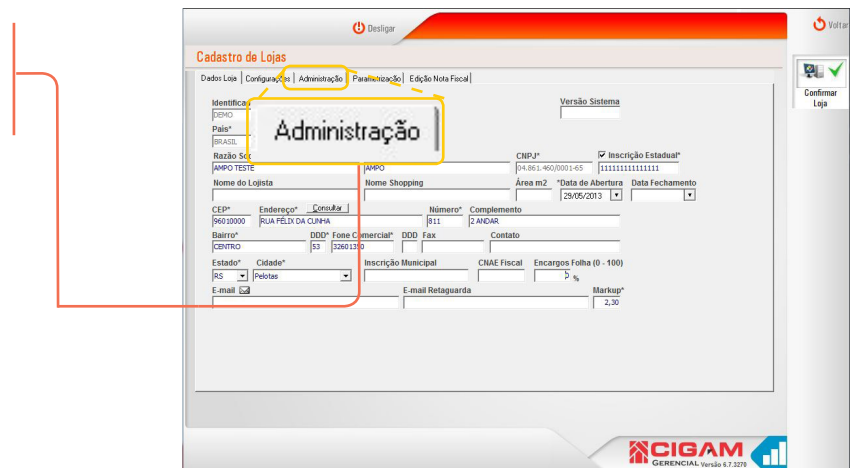 Desligar
Voltar
Cadastro de Lojas
Dados Loja Configurações Administração Parametrização Edição Nota Fiscal
Confirmar
Loja
Versão Sistema
DEMO
Administração
País*
BRASIL
CNPJ* Inscrição Estadual*
AMPO TESTE AMPO 04.861.460/0001-65 11111111111111
Nome do Lojista Nome Shopping Área m2 *Data de Abertura Data Fechamento
29/05/2013
CEP* Endereço* Consultar Número* Complemento
96010000 RUA FÉLIX DA CUNHA 811 2 ANDAR
Bairro* DDD* Fone Comercial* DDD Fax Contato
CENTRO 53 32601350
Estado* Cidade* Inscrição Municipal CNAE Fiscal Encargos Folha (0 - 100)
RS Pelotas 5 %
E-mail E-mail Retaguarda Markup*
2,30
CIGAM
GERENCIAL Versão 6.7.3270